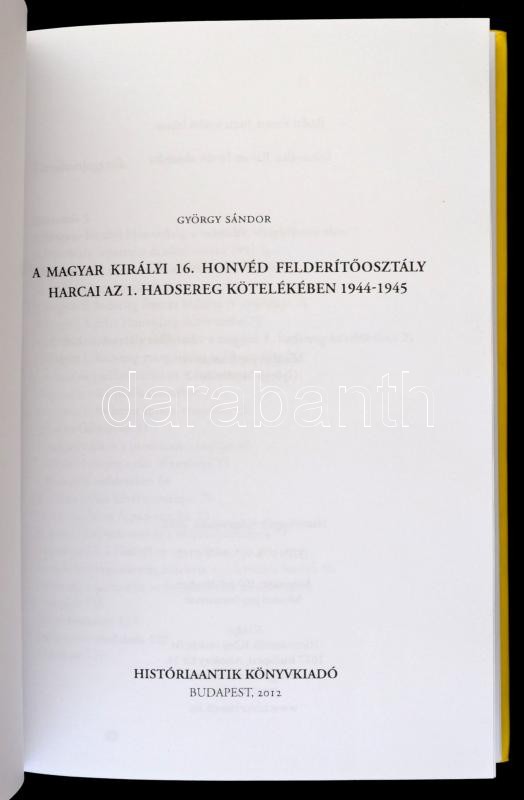 GYÖRGY SÁNDOR
A MAGYAR KIRÁLYI 16. HONVÉD FELDERÍTŐOSZTÁLY
HARCAI AZ 1. HADSEREG KÖTELÉKÉBEN 1944-1945
darabanth
HISTÓRIAANTIK KÖNYVKIADÓ
BUDAPEST, 2012